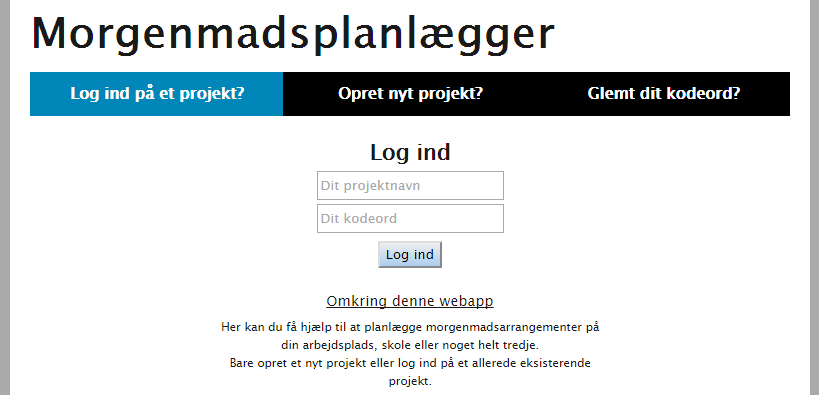 Morgenmadsplanlægger
Log ind på et projekt? Opret nyt projekt? Glemt dit kodeord?
Log ind
Dit projektnavn
Dit kodeord
Log ind
Omkring denne webapp
Her kan du få hjælp til at planlægge morgenmadsarrangementer på
din arbejdsplads, skole eller noget helt tredje.
Bare opret et nyt projekt eller log ind på et allerede eksisterende
projekt.